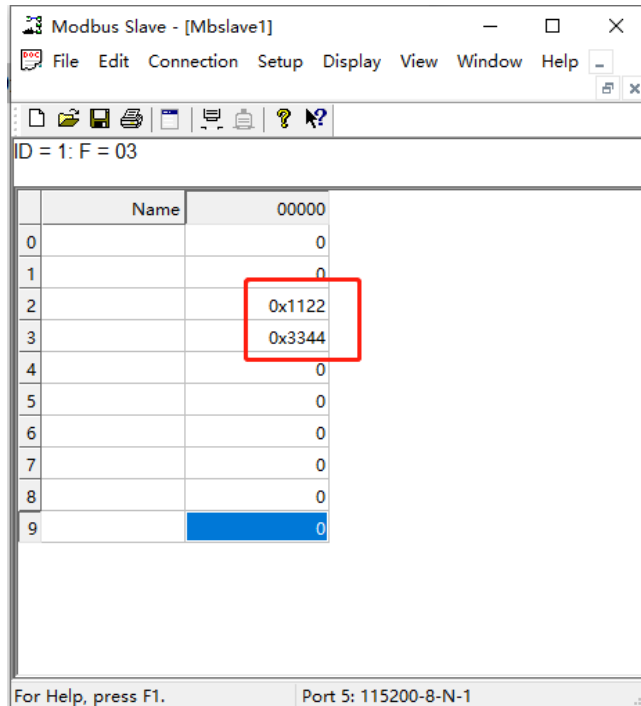 Modbus Slave - [Mbslave1]
File Edit Connection Setup Display View Window Help
ID = 1: F = 03
Name 00000
0 0
1 0
2 0x1122
3 0x3344
4 0
5 0
6 0
7 0
8 0
9 0
For Help, press F1. Port 5: 115200-8-N-1